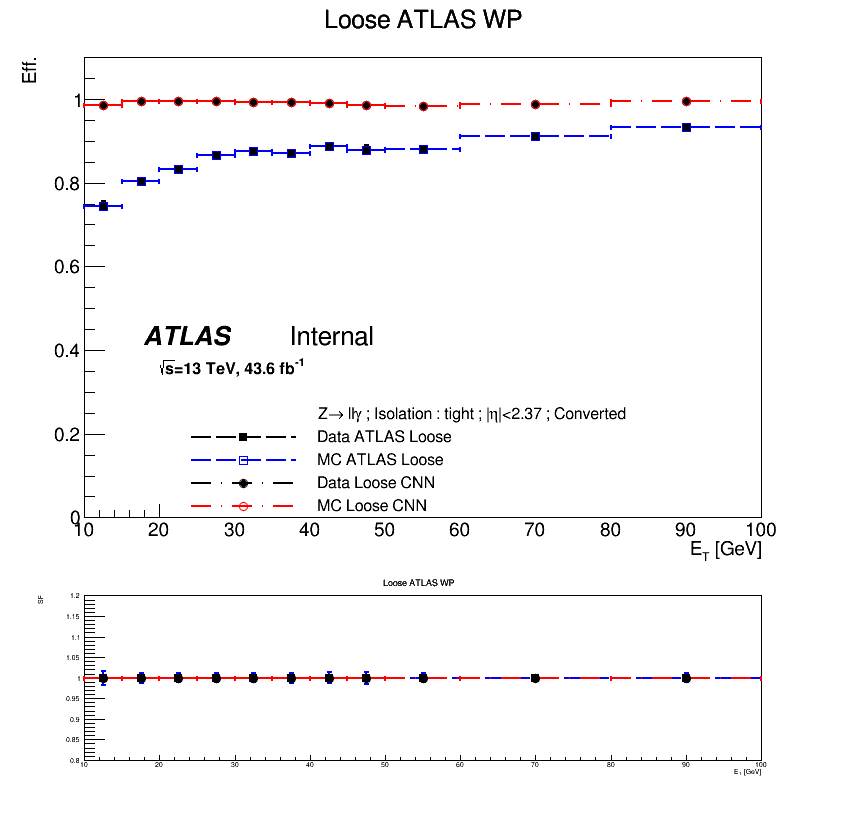 Loose ATLAS WP
Eff.
1
0.8
0.6
0.4
0.2
0
ATLAS Internal
√s=13 TeV, 43.6 fb⁻¹
Z→ llγ ; Isolation : tight ; |η|<2.37 ; Converted
Data ATLAS Loose
MC ATLAS Loose
Data Loose CNN
MC Loose CNN
10 20 30 40 50 60 70 80 90 100
E_T [GeV]
Loose ATLAS WP
SF
1.2
1.15
1.1
1.05
1
0.95
0.9
0.85
0.8
10 20 30 40 50 60 70 80 90 100
E_T [GeV]